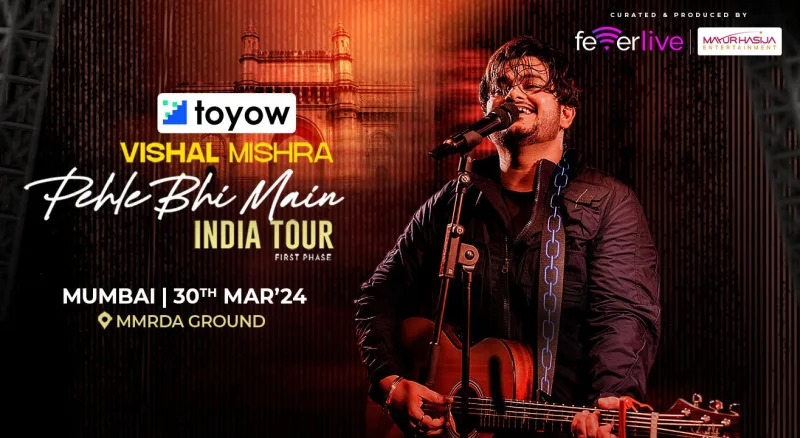 CURATED & PRODUCED BY
feverlive
MAYUR HASIJA
ENTERTAINMENT
toyow
VISHAL MISHRA
Pehle Bhi Main
INDIA TOUR
FIRST PHASE
MUMBAI | 30TH MAR'24
MMRDA GROUND